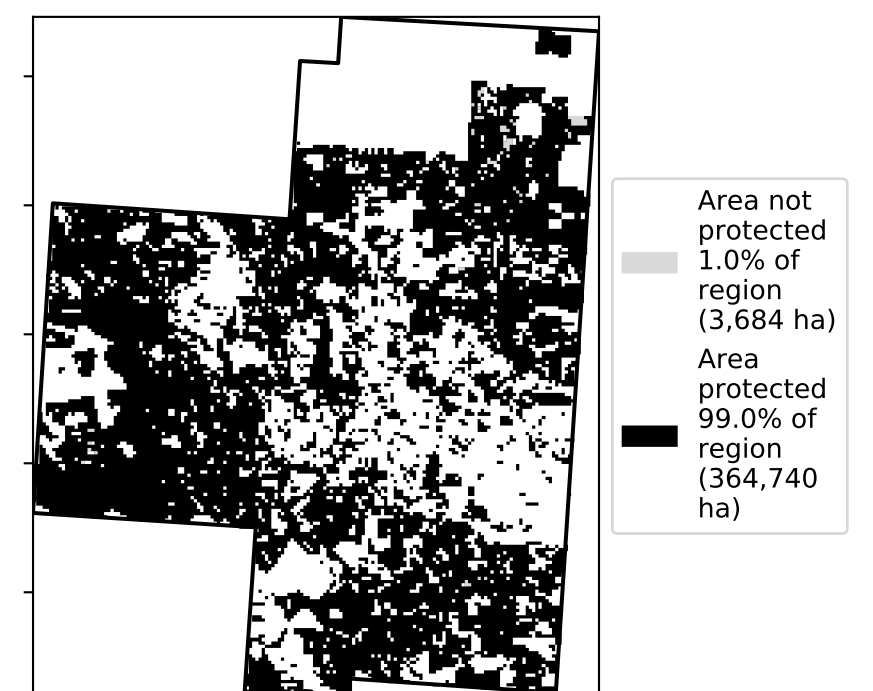 Area not
protected
1.0% of
region
(3,684 ha)
Area
protected
99.0% of
region
(364,740
ha)